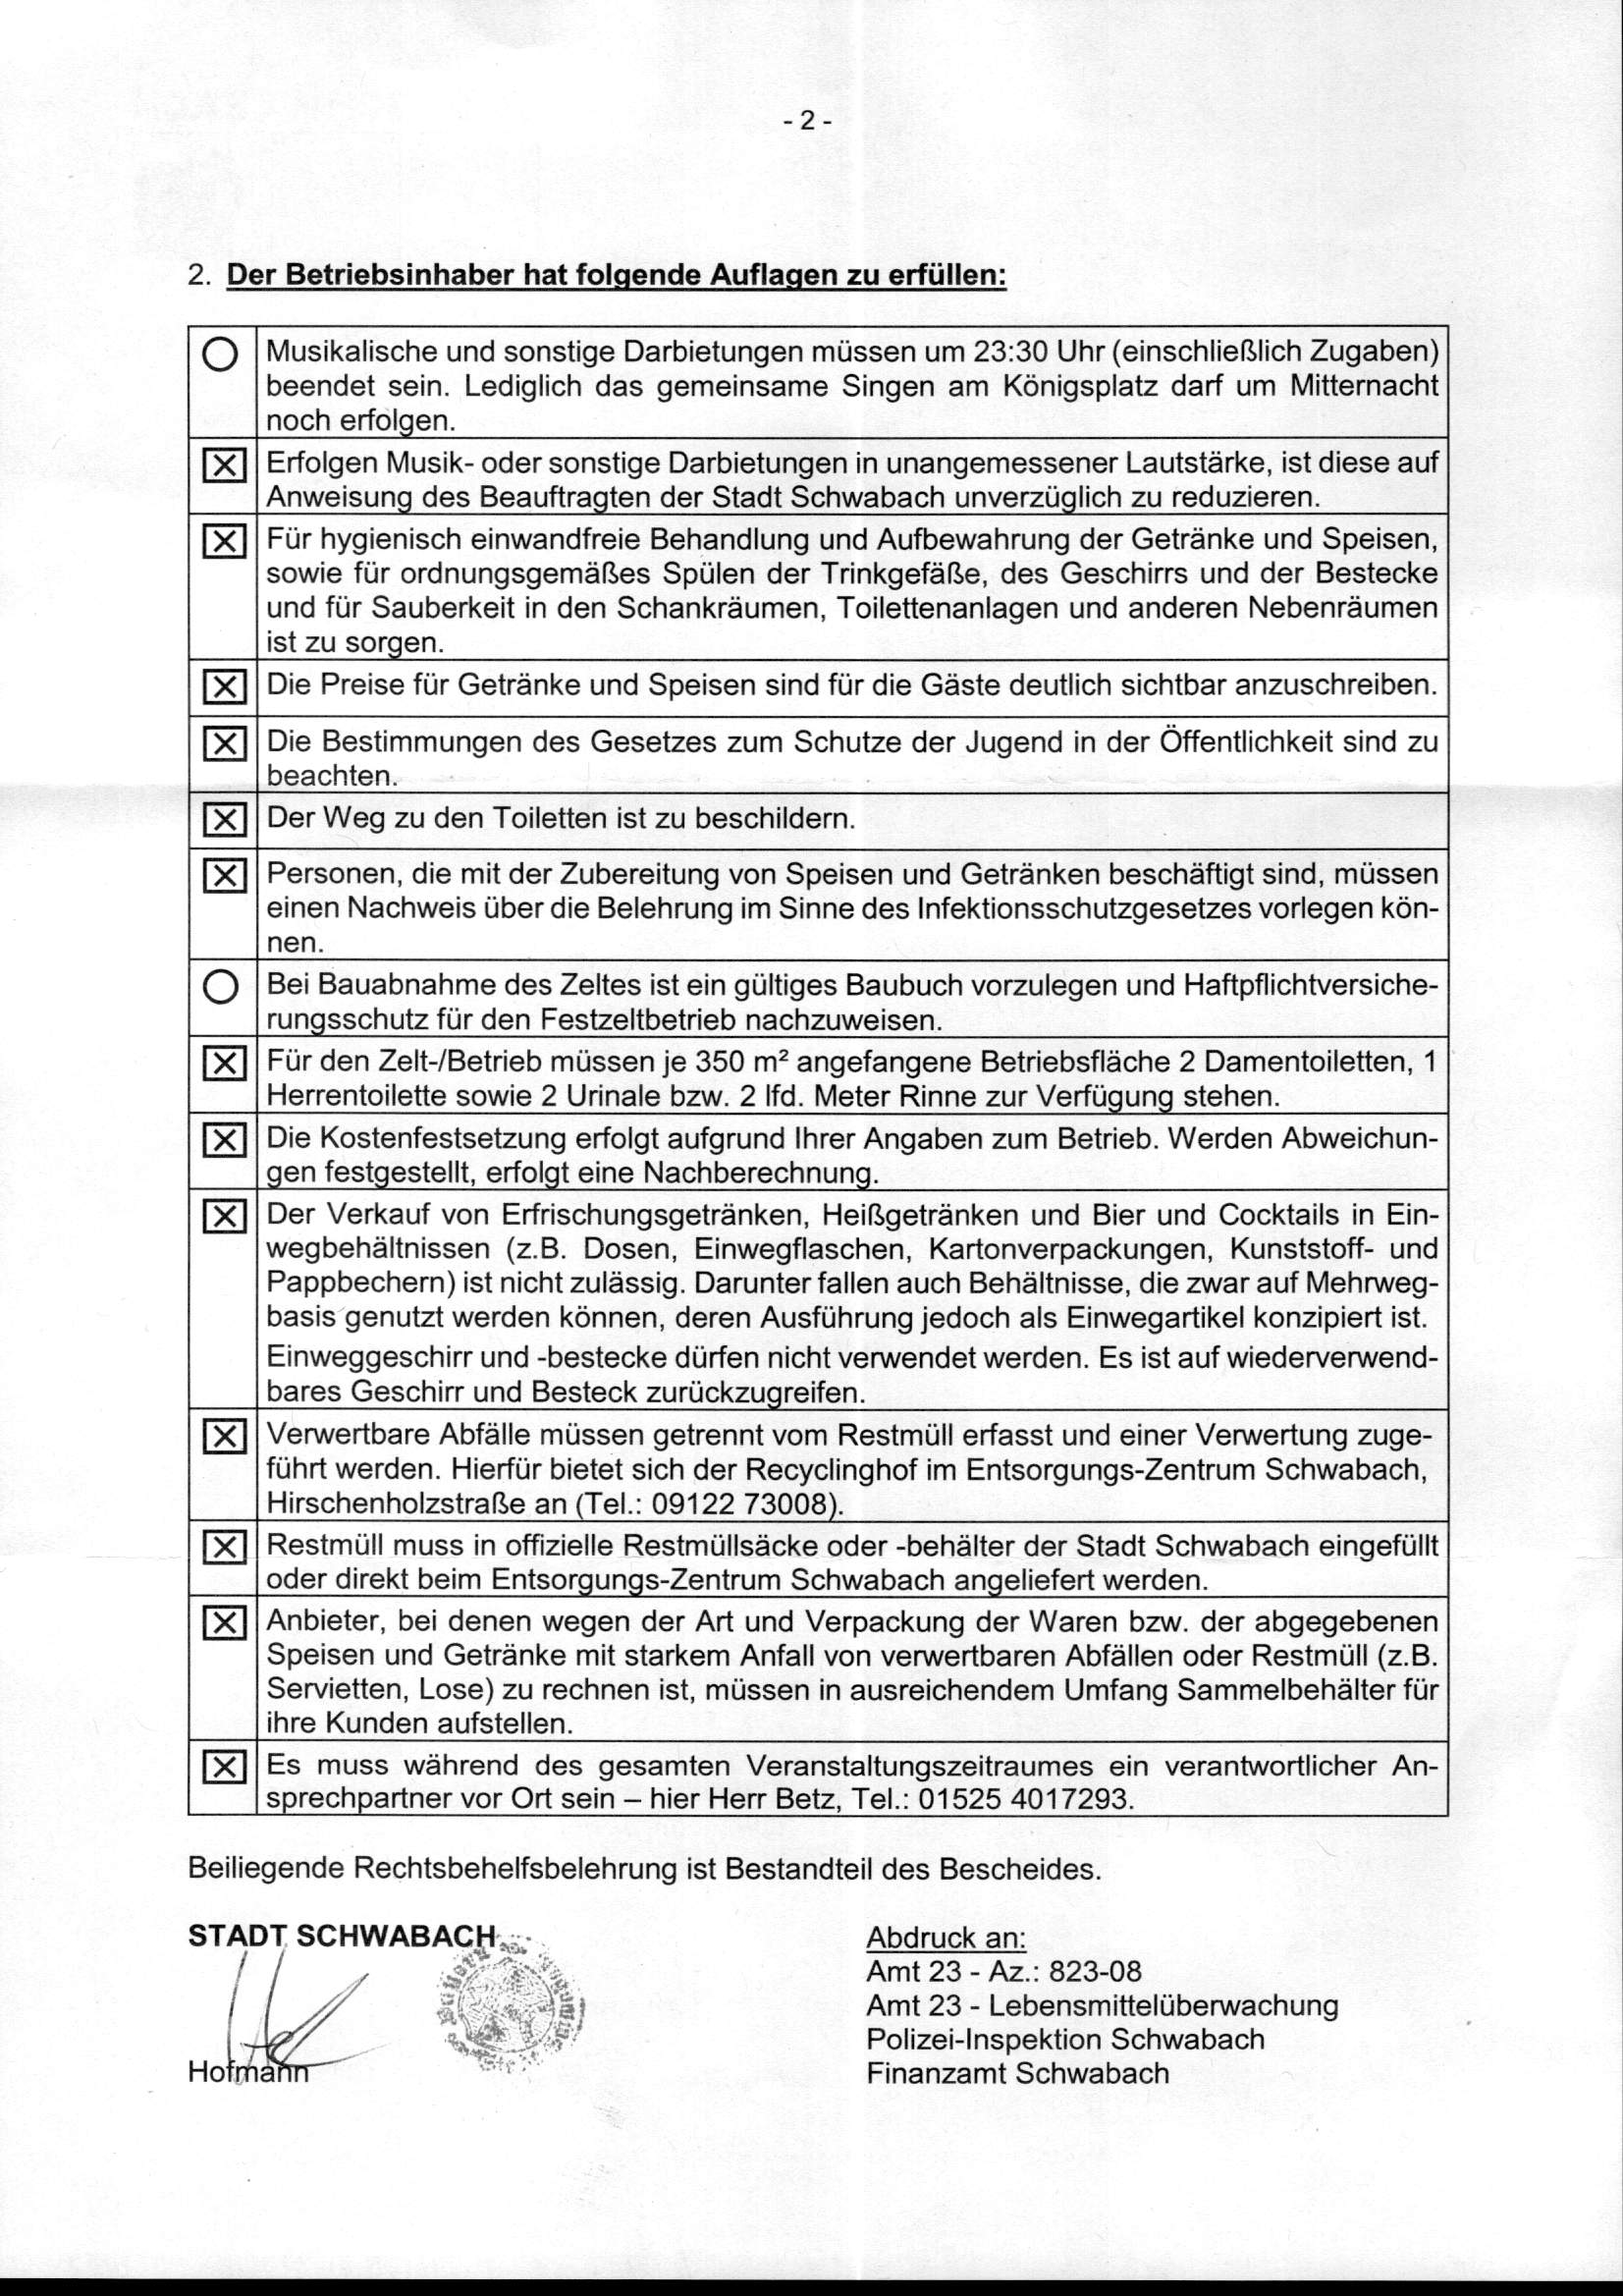 - 2 -
2. Der Betriebsinhaber hat folgende Auflagen zu erfüllen:
Musikalische und sonstige Darbietungen müssen um 23:30 Uhr (einschließlich Zugaben)
beendet sein. Lediglich das gemeinsame Singen am Königsplatz darf um Mitternacht
noch erfolgen.
Erfolgen Musik- oder sonstige Darbietungen in unangemessener Lautstärke, ist diese auf
Anweisung des Beauftragten der Stadt Schwabach unverzüglich zu reduzieren.
Für hygienisch einwandfreie Behandlung und Aufbewahrung der Getränke und Speisen,
sowie für ordnungsgemäßes Spülen der Trinkgefäße, des Geschirrs und der Bestecke
und für Sauberkeit in den Schankräumen, Toilettenanlagen und anderen Nebenräumen
ist zu sorgen.
Die Preise für Getränke und Speisen sind für die Gäste deutlich sichtbar anzuschreiben.
Die Bestimmungen des Gesetzes zum Schutze der Jugend in der Öffentlichkeit sind zu
beachten.
Der Weg zu den Toiletten ist zu beschildern.
Personen, die mit der Zubereitung von Speisen und Getränken beschäftigt sind, müssen
einen Nachweis über die Belehrung im Sinne des Infektionsschutzgesetzes vorlegen kön-
nen.
Bei Bauabnahme des Zeltes ist ein gültiges Baubuch vorzulegen und Haftpflichtversiche-
rungsschutz für den Festzeltbetrieb nachzuweisen.
Für den Zelt-/Betrieb müssen je 350 m² angefangene Betriebsfläche 2 Damentoiletten, 1
Herrentoilette sowie 2 Urinale bzw. 2 lfd. Meter Rinne zur Verfügung stehen.
Die Kostenfestsetzung erfolgt aufgrund Ihrer Angaben zum Betrieb. Werden Abweichun-
gen festgestellt, erfolgt eine Nachberechnung.
Der Verkauf von Erfrischungsgetränken, Heißgetränken und Bier und Cocktails in Ein-
wegbehältnissen (z.B. Dosen, Einwegflaschen, Kartonverpackungen, Kunststoff- und
Pappbechern) ist nicht zulässig. Darunter fallen auch Behältnisse, die zwar auf Mehrweg-
basis genutzt werden können, deren Ausführung jedoch als Einwegartikel konzipiert ist.
Einweggeschirr und -bestecke dürfen nicht verwendet werden. Es ist auf wiederverwend-
bares Geschirr und Besteck zurückzugreifen.
Verwertbare Abfälle müssen getrennt vom Restmüll erfasst und einer Verwertung zuge-
führt werden. Hierfür bietet sich der Recyclinghof im Entsorgungs-Zentrum Schwabach,
Hirschenholzstraße an (Tel.: 09122 73008).
Restmüll muss in offizielle Restmüllsäcke oder -behälter der Stadt Schwabach eingefüllt
oder direkt beim Entsorgungs-Zentrum Schwabach angeliefert werden.
Anbieter, bei denen wegen der Art und Verpackung der Waren bzw. der abgegebenen
Speisen und Getränke mit starkem Anfall von verwertbaren Abfällen oder Restmüll (z.B.
Servietten, Lose) zu rechnen ist, müssen in ausreichendem Umfang Sammelbehälter für
ihre Kunden aufstellen.
Es muss während des gesamten Veranstaltungszeitraumes ein verantwortlicher An-
sprechpartner vor Ort sein – hier Herr Betz, Tel.: 01525 4017293.
Beiliegende Rechtsbehelfsbelehrung ist Bestandteil des Bescheides.
STADT SCHWABACH
Hofmann
Abdruck an:
Amt 23 - Az.: 823-08
Amt 23 - Lebensmittelüberwachung
Polizei-Inspektion Schwabach
Finanzamt Schwabach